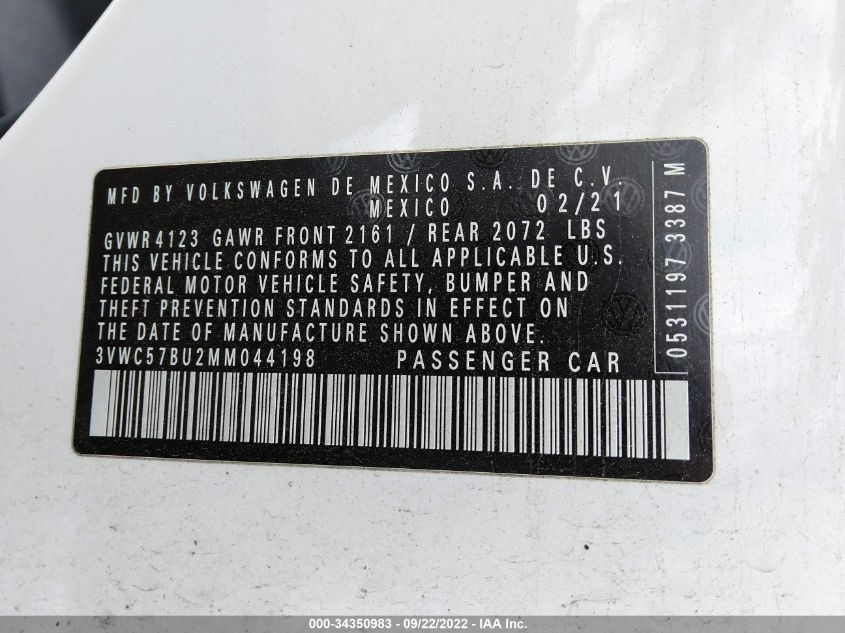 MFD BY VOLKSWAGEN DE MEXICO S.A. DE C.V.
MEXICO 02/21
GVWR 4123 GAWR FRONT 2161 / REAR 2072 LBS
THIS VEHICLE CONFORMS TO ALL APPLICABLE U.S.
FEDERAL MOTOR VEHICLE SAFETY, BUMPER AND
THEFT PREVENTION STANDARDS IN EFFECT ON
THE DATE OF MANUFACTURE SHOWN ABOVE.
3VWC57BU2MM044198 PASSENGER CAR
0531197 3387 M
000-34350983 - 09/22/2022 - IAA Inc.